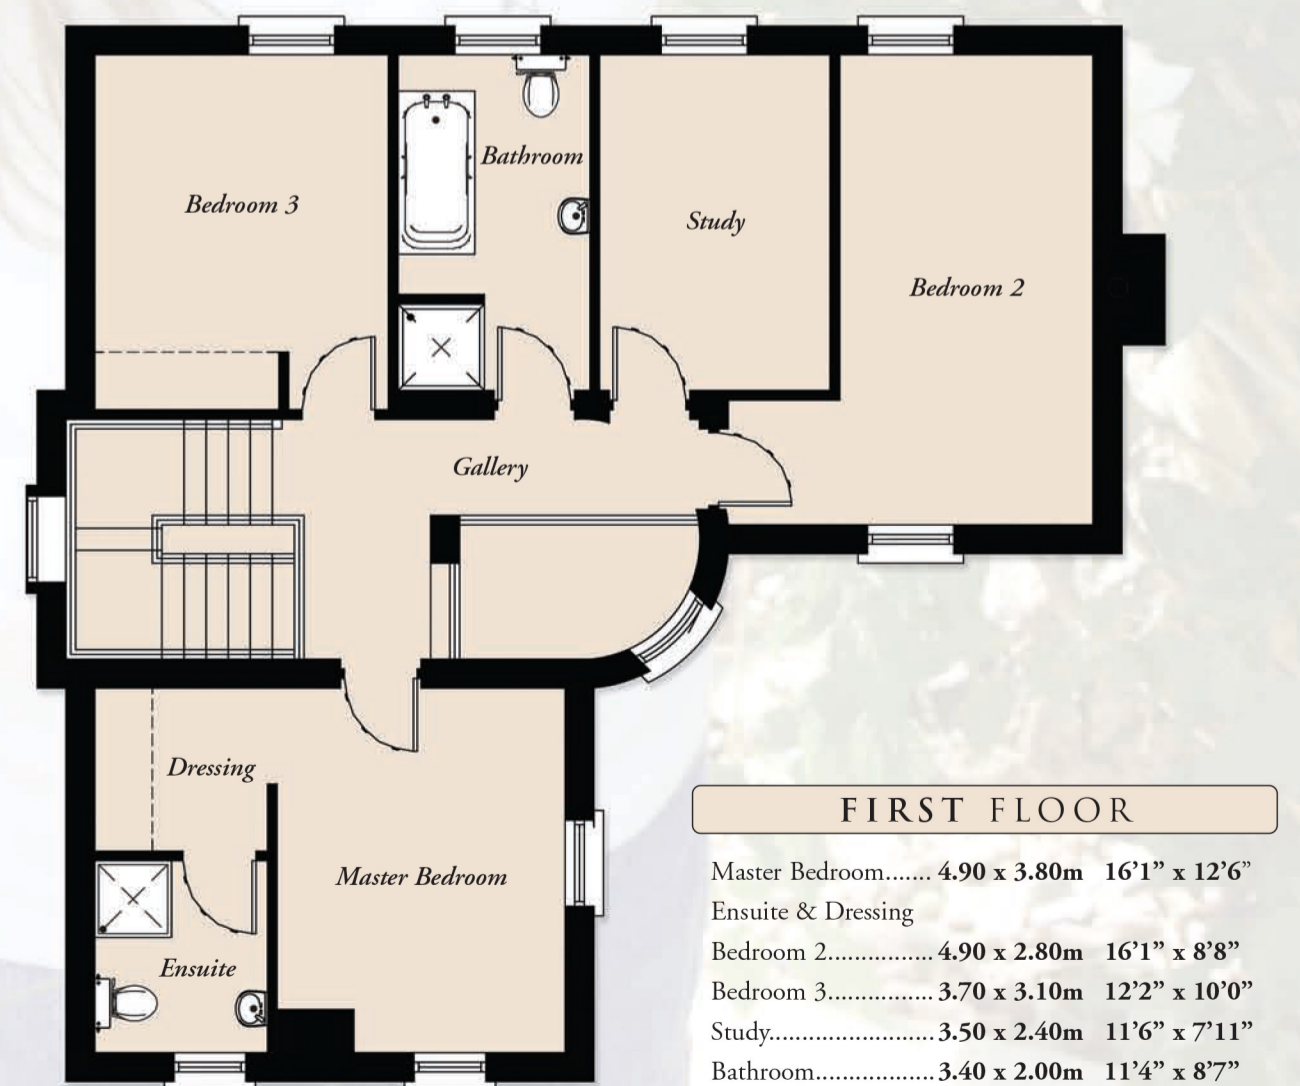 Bedroom 3
Bathroom
Study
Bedroom 2
Gallery
Dressing
Master Bedroom
Ensuite
FIRST FLOOR
Master Bedroom....... 4.90 x 3.80m 16’1” x 12’6”
Ensuite & Dressing
Bedroom 2................ 4.90 x 2.80m 16’1” x 8’8”
Bedroom 3................ 3.70 x 3.10m 12’2” x 10’0”
Study......................... 3.50 x 2.40m 11’6” x 7’11”
Bathroom.................. 3.40 x 2.00m 11’4” x 8’7”